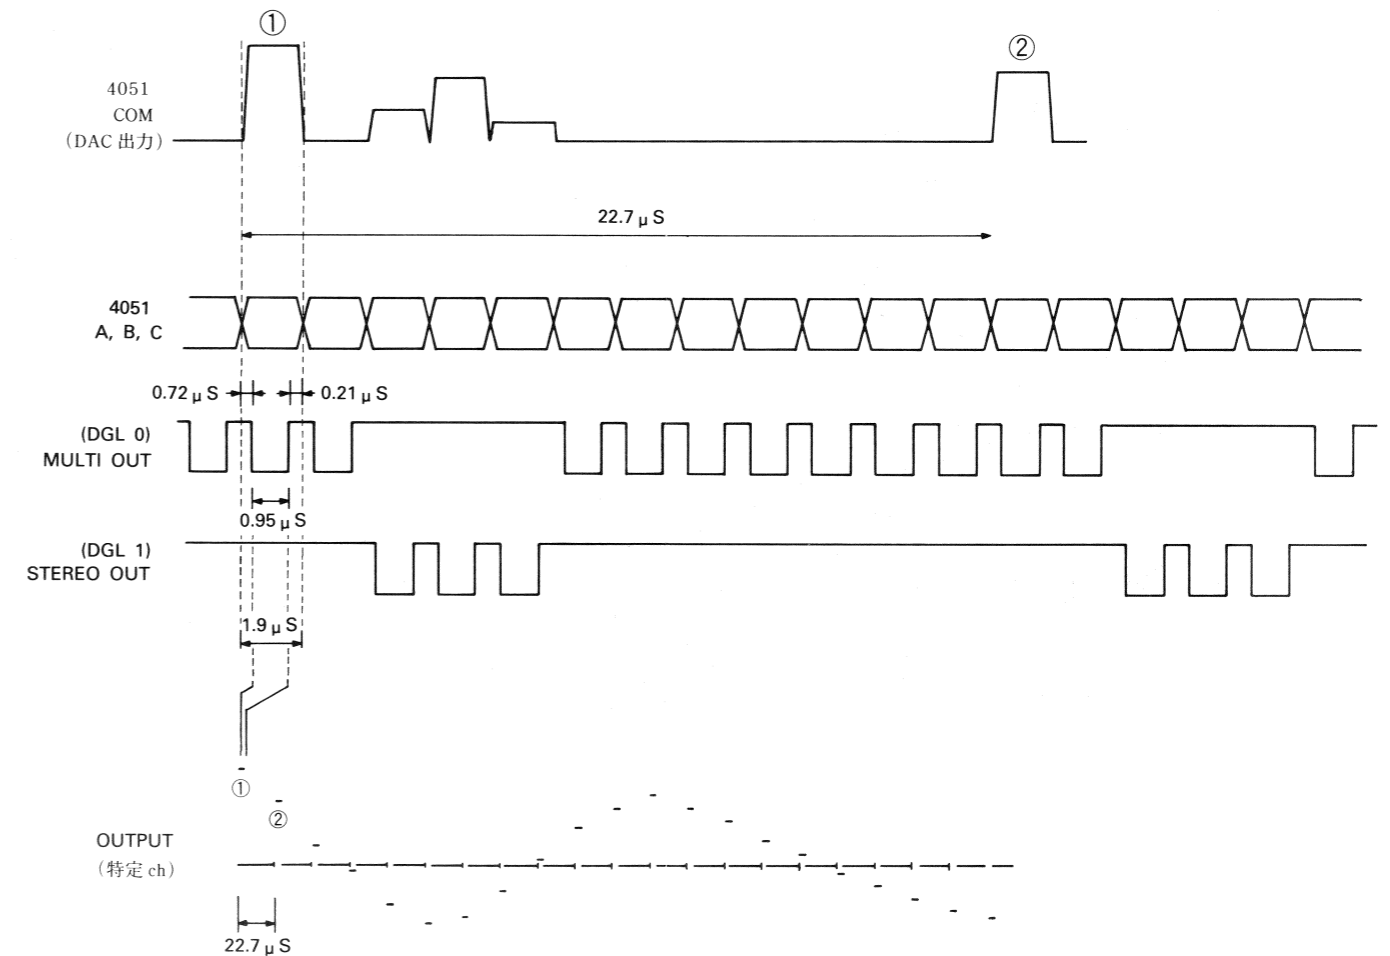 ①
②
4051
COM
(DAC 出力)
22.7 μ S
4051
A, B, C
0.72 μ S
0.21 μ S
(DGL 0)
MULTI OUT
0.95 μ S
(DGL 1)
STEREO OUT
1.9 μ S
①
②
OUTPUT
(特定 ch)
22.7 μ S